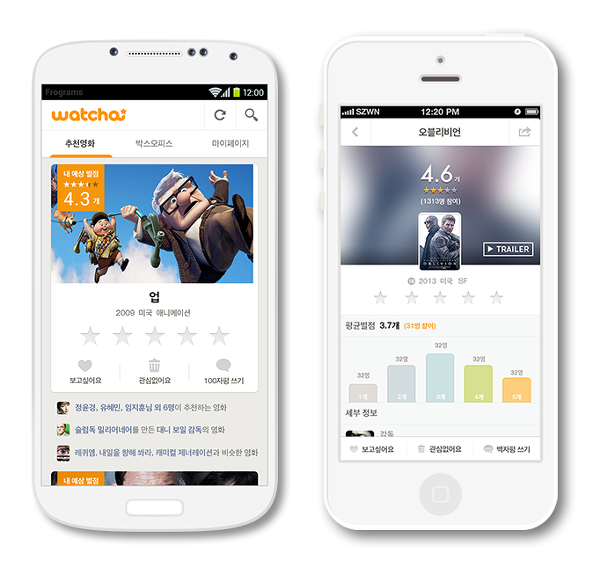 Frograms
12:00
watcha
추천영화
박스오피스
마이페이지
내 예상 별점
4.3 개
업
2009 미국 애니메이션
보고싶어요
관심없어요
100자평 쓰기
정윤경, 유혜민, 임지훈님 외 6명이 추천하는 영화
슬럼독 밀리어네어를 만든 대니 보일 감독의 영화
레퀴엠, 내일을 향해 쏴라, 캐미컬 제너레이션과 비슷한 영화
내 예상 별점
SZWN
12:20 PM
오블리비언
4.6 개
(1313명 참여)
OBLIVION
TRAILER
2013 미국 SF
평균별점 3.7개 (31명 참여)
32명
32명
32명
32명
32명
1개
2개
3개
4개
5개
세부 정보
감독
보고싶어요
관심없어요
백자평 쓰기